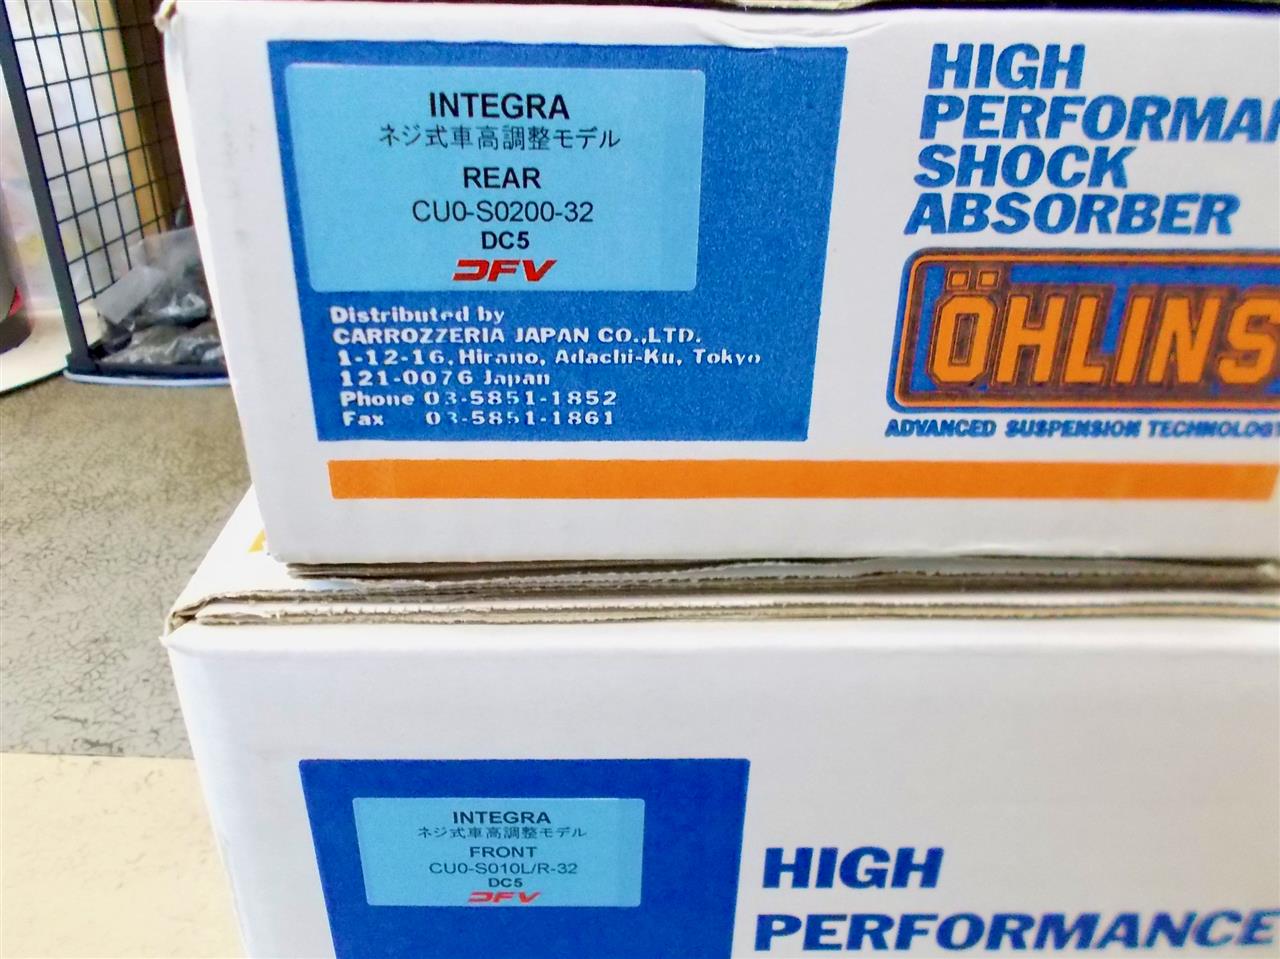 INTEGRA
ネジ式車高調整モデル
REAR
CU0-S0200-32
DC5
DFV
Distributed by
CARROZZERIA JAPAN CO.,LTD.
1-12-16, Hirano, Adachi-Ku, Tokyo
121-0076 Japan
Phone 03-5851-1852
Fax 03-5851-1861
HIGH
PERFORMA
SHOCK
ABSORBER
ÖHLINS
ADVANCED SUSPENSION TECHNOLOGY
INTEGRA
ネジ式車高調整モデル
FRONT
CU0-S010L/R-32
DC5
DFV
HIGH
PERFORMANCE